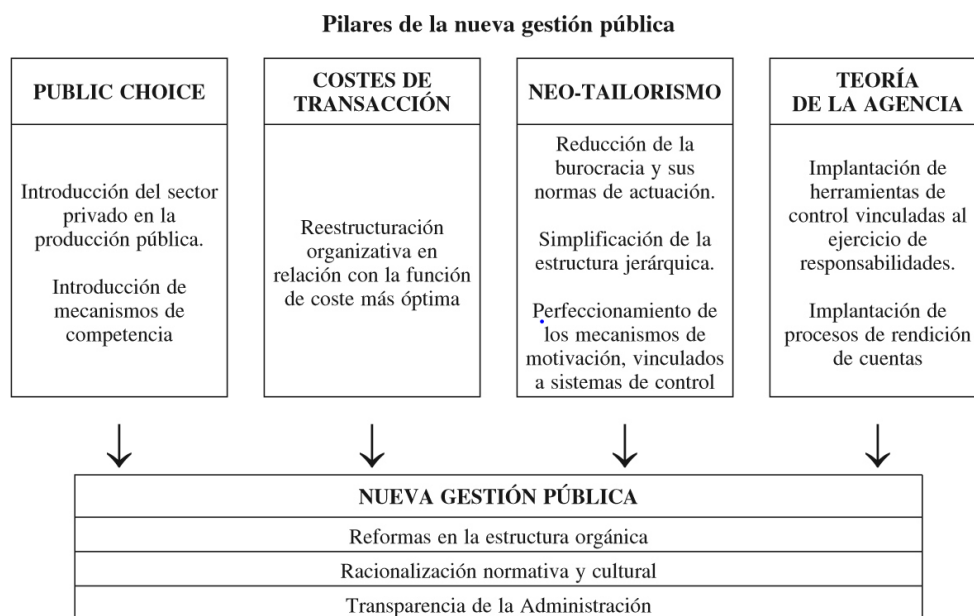 Pilares de la nueva gestión pública
PUBLIC CHOICE
Introducción del sector
privado en la
producción pública.
Introducción de
mecanismos de
competencia
COSTES DE
TRANSACCIÓN
Reestructuración
organizativa en
relación con la función
de coste más óptima
NEO-TAILORISMO
Reducción de la
burocracia y sus
normas de actuación.
Simplificación de la
estructura jerárquica.
Perfeccionamiento de
los mecanismos de
motivación, vinculados
a sistemas de control
TEORÍA
DE LA AGENCIA
Implantación de
herramientas de
control vinculadas al
ejercicio de
responsabilidades.
Implantación de
procesos de rendición
de cuentas
NUEVA GESTIÓN PÚBLICA
Reformas en la estructura orgánica
Racionalización normativa y cultural
Transparencia de la Administración